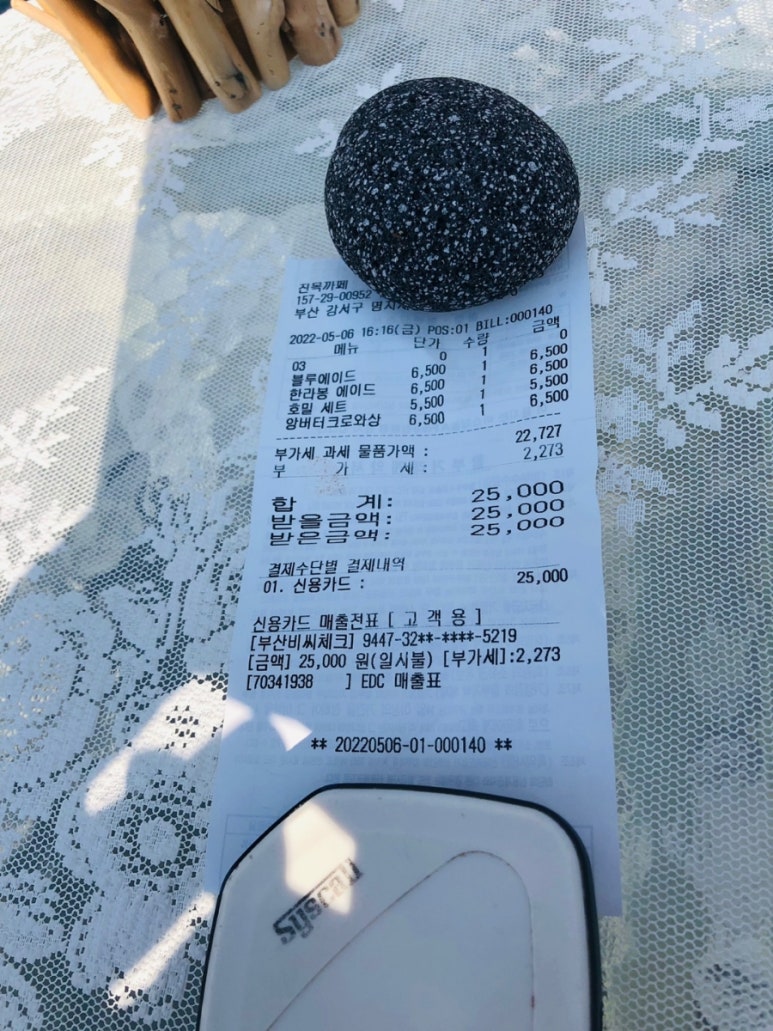 진목까페
157-29-00952
부산 강서구 명지
2022-05-06 16:16(금) POS:01 BILL:000140
메뉴 단가 수량 금액
03 0 1 0
블루에이드 6,500 1 6,500
한라봉 에이드 6,500 1 6,500
호밀 세트 5,500 1 5,500
앙버터크로와상 6,500 1 6,500
부가세 과세 물품가액 : 22,727
부 가 세 : 2,273
합 계: 25,000
받을금액: 25,000
받은금액: 25,000
결제수단별 결제내역
01. 신용카드 : 25,000
신용카드 매출전표 [ 고 객 용 ]
[부산비씨체크] 9447-32**-****-5219
[금액] 25,000 원(일시불) [부가세]:2,273
[70341938 ] EDC 매출표
** 20220506-01-000140 **
Sysray